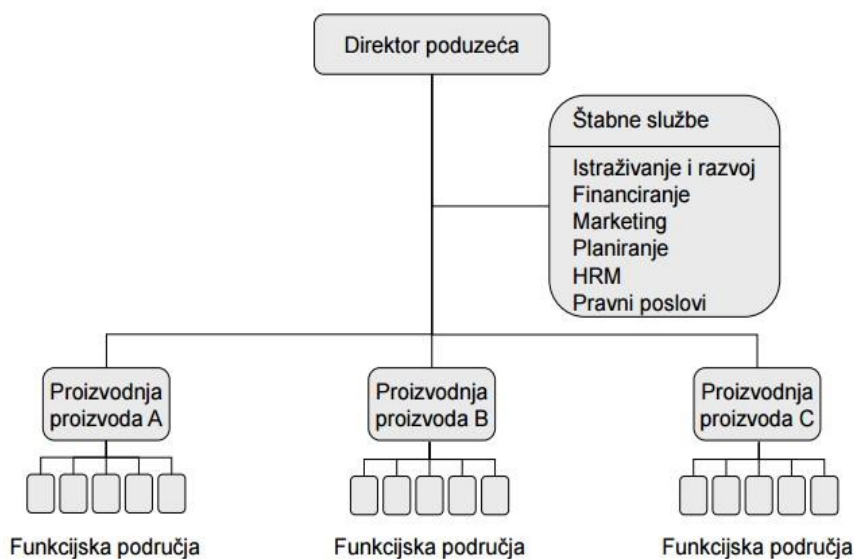 Direktor poduzeća
Štabne službe
Istraživanje i razvoj
Financiranje
Marketing
Planiranje
HRM
Pravni poslovi
Proizvodnja
proizvoda A
Proizvodnja
proizvoda B
Proizvodnja
proizvoda C
Funkcijska područja
Funkcijska područja
Funkcijska područja